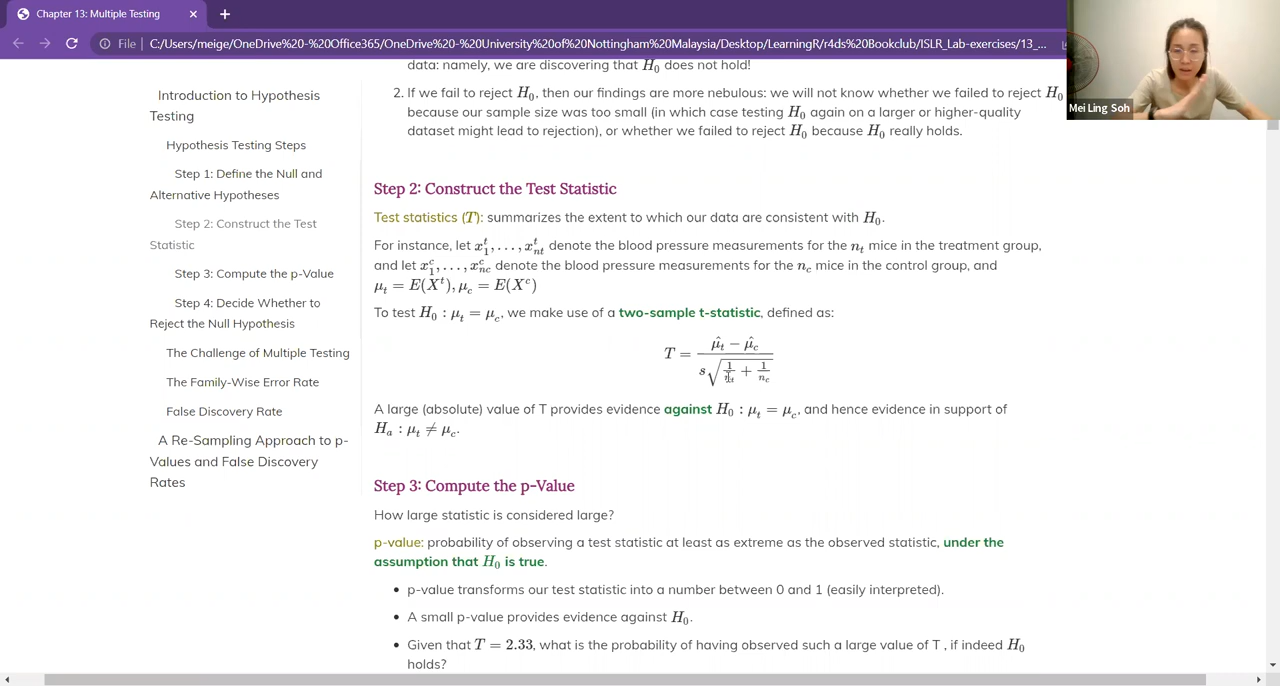 Chapter 13: Multiple Testing
File C:/Users/meige/OneDrive%20-%20Office365/OneDrive%20-%20University%20of%20Nottingham%20Malaysia/Desktop/LearningR/r4ds%20Bookclub/ISLR_Lab-exercises/13_...
Mei Ling Soh
Introduction to Hypothesis
Testing
Hypothesis Testing Steps
Step 1: Define the Null and
Alternative Hypotheses
Step 2: Construct the Test
Statistic
Step 3: Compute the p-Value
Step 4: Decide Whether to
Reject the Null Hypothesis
The Challenge of Multiple Testing
The Family-Wise Error Rate
False Discovery Rate
A Re-Sampling Approach to p-
Values and False Discovery
Rates
data: namely, we are discovering that H₀ does not hold!
2. If we fail to reject H₀, then our findings are more nebulous: we will not know whether we failed to reject H₀
because our sample size was too small (in which case testing H₀ again on a larger or higher-quality
dataset might lead to rejection), or whether we failed to reject H₀ because H₀ really holds.
Step 2: Construct the Test Statistic
Test statistics (T): summarizes the extent to which our data are consistent with H₀.
For instance, let x₁ᵗ, . . . , xₙₜᵗ denote the blood pressure measurements for the nₜ mice in the treatment group,
and let x₁ᶜ, . . . , x_{nc}ᶜ denote the blood pressure measurements for the n_c mice in the control group, and
μₜ = E(Xᵗ), μ_c = E(Xᶜ)
To test H₀ : μₜ = μ_c, we make use of a two-sample t-statistic, defined as:
T = (μ̂ₜ − μ̂_c) / (s√(1/nₜ + 1/n_c))
A large (absolute) value of T provides evidence against H₀ : μₜ = μ_c, and hence evidence in support of
Hₐ : μₜ ≠ μ_c.
Step 3: Compute the p-Value
How large statistic is considered large?
p-value: probability of observing a test statistic at least as extreme as the observed statistic, under the
assumption that H₀ is true.
• p-value transforms our test statistic into a number between 0 and 1 (easily interpreted).
• A small p-value provides evidence against H₀.
• Given that T = 2.33, what is the probability of having observed such a large value of T , if indeed H₀
holds?